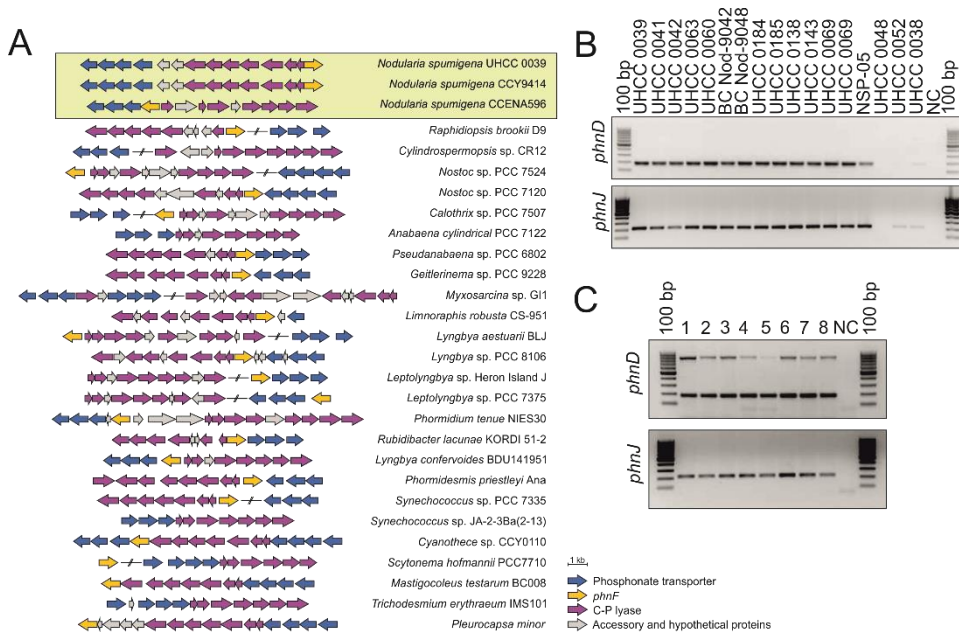 A
Nodularia spumigena UHCC 0039
Nodularia spumigena CCY9414
Nodularia spumigena CCENA596
Raphidiopsis brookii D9
Cylindrospermopsis sp. CR12
Nostoc sp. PCC 7524
Nostoc sp. PCC 7120
Calothrix sp. PCC 7507
Anabaena cylindrical PCC 7122
Pseudanabaena sp. PCC 6802
Geitlerinema sp. PCC 9228
Myxosarcina sp. GI1
Limnoraphis robusta CS-951
Lyngbya aestuarii BLJ
Lyngbya sp. PCC 8106
Leptolyngbya sp. Heron Island J
Leptolyngbya sp. PCC 7375
Phormidium tenue NIES30
Rubidibacter lacunae KORDI 51-2
Lyngbya confervoides BDU141951
Phormidesmis priestleyi Ana
Synechococcus sp. PCC 7335
Synechococcus sp. JA-2-3Ba(2-13)
Cyanothece sp. CCY0110
Scytonema hofmannii PCC7710
Mastigocoleus testarum BC008
Trichodesmium erythraeum IMS101
Pleurocapsa minor
1 kb
Phosphonate transporter
phnF
C-P lyase
Accessory and hypothetical proteins
B
100 bp
UHCC 0039
UHCC 0041
UHCC 0042
UHCC 0063
UHCC 0060
BC Nod-9042
BC Nod-9048
UHCC 0184
UHCC 0185
UHCC 0138
UHCC 0143
UHCC 0069
UHCC 0069
NSP-05
UHCC 0048
UHCC 0052
UHCC 0038
NC
100 bp
phnD
phnJ
C
100 bp
1 2 3 4 5 6 7 8 NC
100 bp
phnD
phnJ